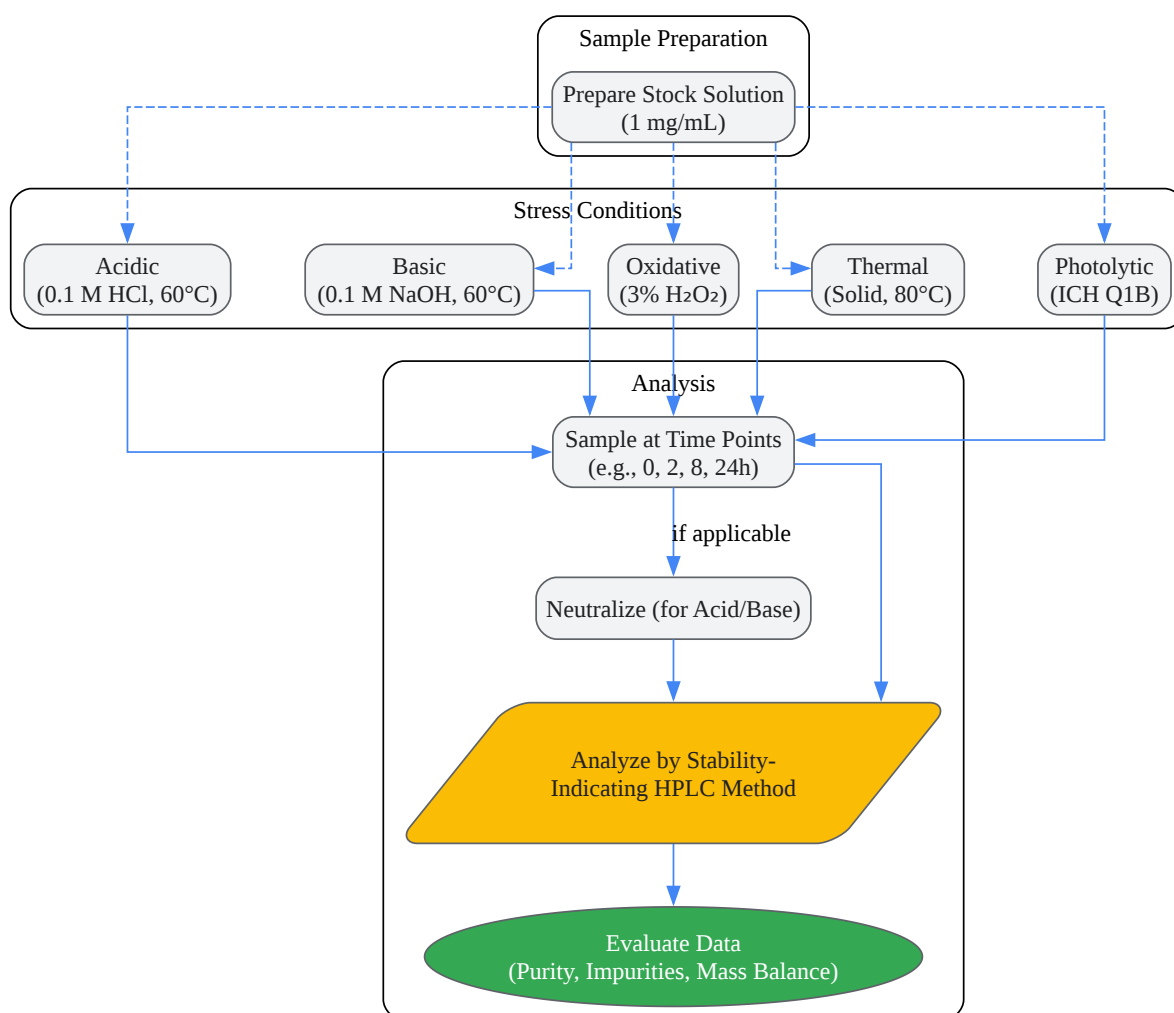 Sample Preparation
Prepare Stock Solution
(1 mg/mL)
Stress Conditions
Acidic
(0.1 M HCl, 60°C)
Basic
(0.1 M NaOH, 60°C)
Oxidative
(3% H₂O₂)
Thermal
(Solid, 80°C)
Photolytic
(ICH Q1B)
Analysis
Sample at Time Points
(e.g., 0, 2, 8, 24h)
if applicable
Neutralize (for Acid/Base)
Analyze by Stability-
Indicating HPLC Method
Evaluate Data
(Purity, Impurities, Mass Balance)